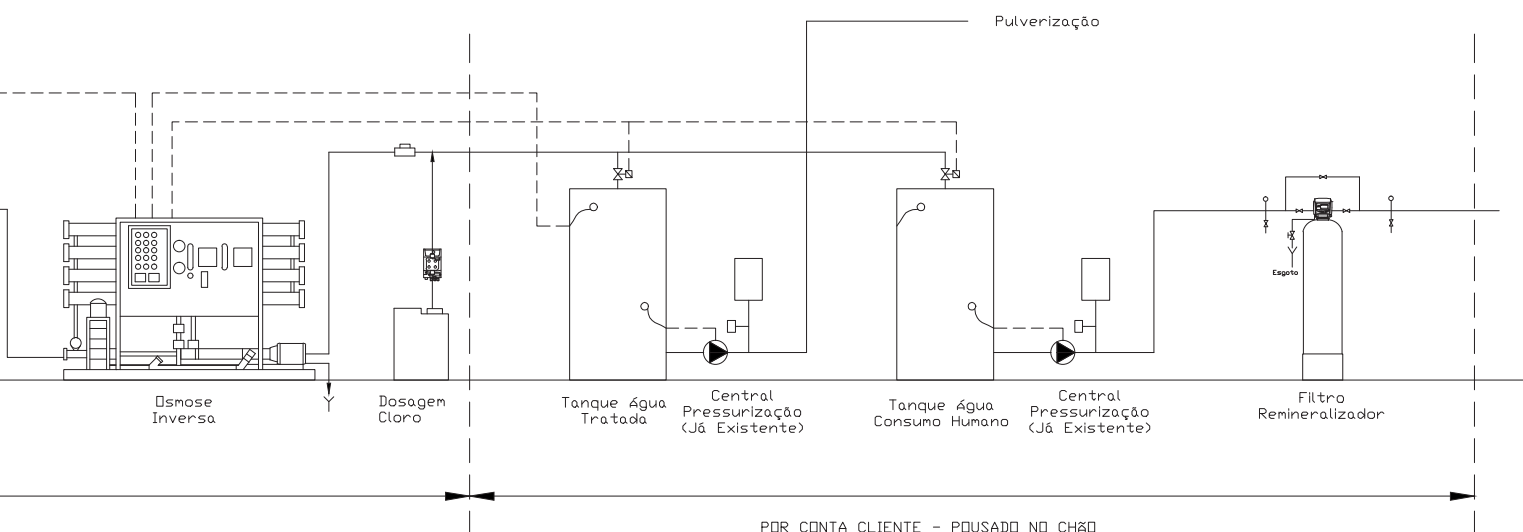 Pulverização
Esgoto
Osmose
Inversa
Dosagem
Cloro
Tanque Água
Tratada
Central
Pressurização
(Já Existente)
Tanque Água
Consumo Humano
Central
Pressurização
(Já Existente)
Filtro
Remineralizador
POR CONTA CLIENTE - POUSADO NO CHãO